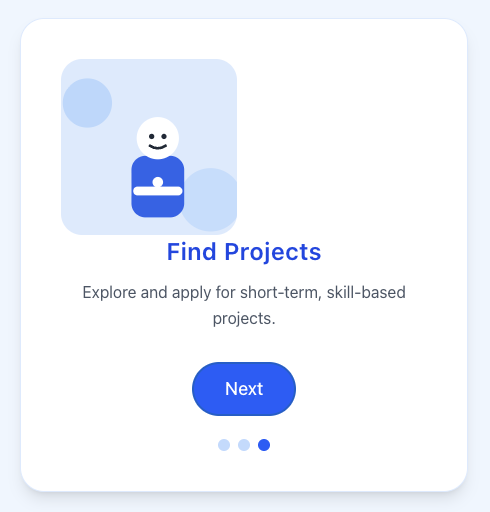 Find Projects
Explore and apply for short-term, skill-based
projects.
Next